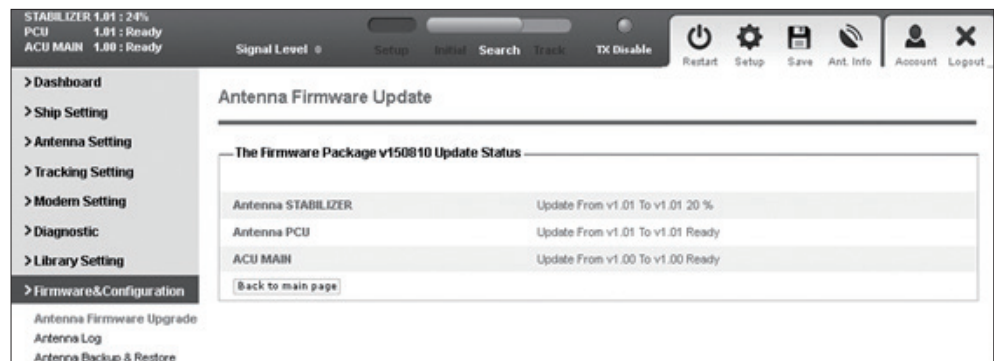 STABILIZER 1.01 : 24%
PCU 1.01 : Ready
ACU MAIN 1.00 : Ready
Signal Level 0
Setup
Initial Search Track
TX Disable
Restart Setup Save Ant. Info Account Logout
>Dashboard
>Ship Setting
>Antenna Setting
>Tracking Setting
>Modem Setting
>Diagnostic
>Library Setting
>Firmware&Configuration
Antenna Firmware Upgrade
Antenna Log
Antenna Backup & Restore
Antenna Firmware Update
The Firmware Package v150810 Update Status
Antenna STABILIZER Update From v1.01 To v1.01 20 %
Antenna PCU Update From v1.01 To v1.01 Ready
ACU MAIN Update From v1.00 To v1.00 Ready
Back to main page